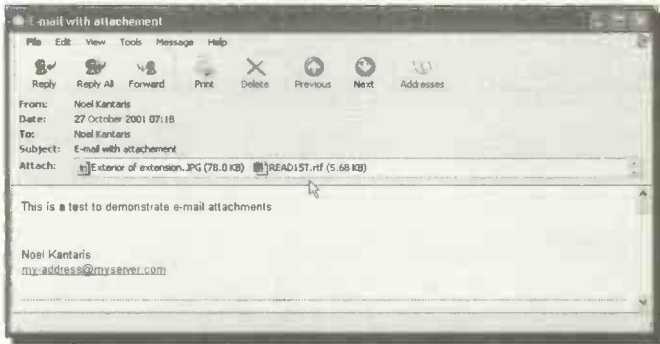 E-mail with attachement
File Edit View Tools Message Help
Reply Reply All Forward Print Delete Previous Next Addresses
From: Noel Kantaris
Date: 27 October 2001 07:18
To: Noel Kantaris
Subject: E-mail with attachement
Attach: Exterior of extension.JPG (78.0 KB) READ1ST.rtf (5.68 KB)
This is a test to demonstrate e-mail attachments
Noel Kantaris
my-address@myserver.com